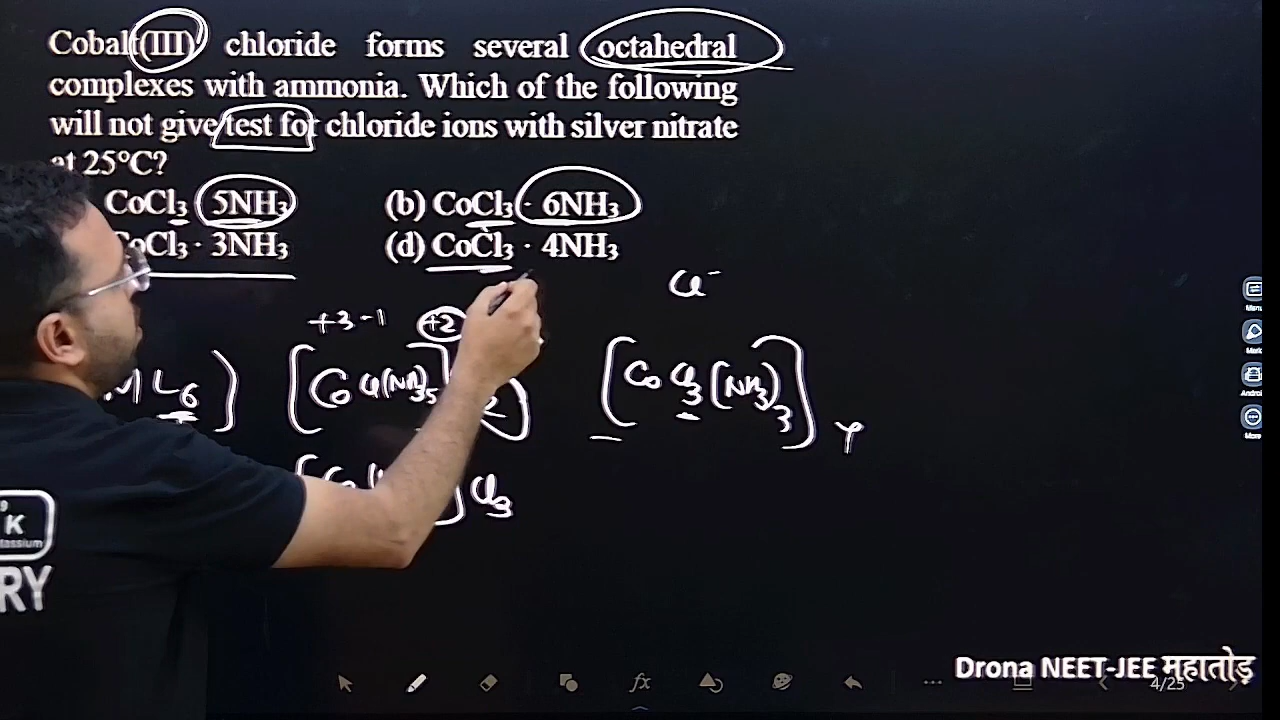 Cobalt(III) chloride forms several octahedral
complexes with ammonia. Which of the following
will not give test for chloride ions with silver nitrate
at 25°C?
CoCl₃ 5NH₃ (b) CoCl₃ · 6NH₃
CoCl₃ · 3NH₃ (d) CoCl₃ · 4NH₃
Cl⁻
+3 -1 +2
L₆ ) [Co Cl(NH₃)₅ [Co Cl₃ (NH₃)₃]
Cl₃
K
RY
Drona NEET-JEE महातोड़
4/25